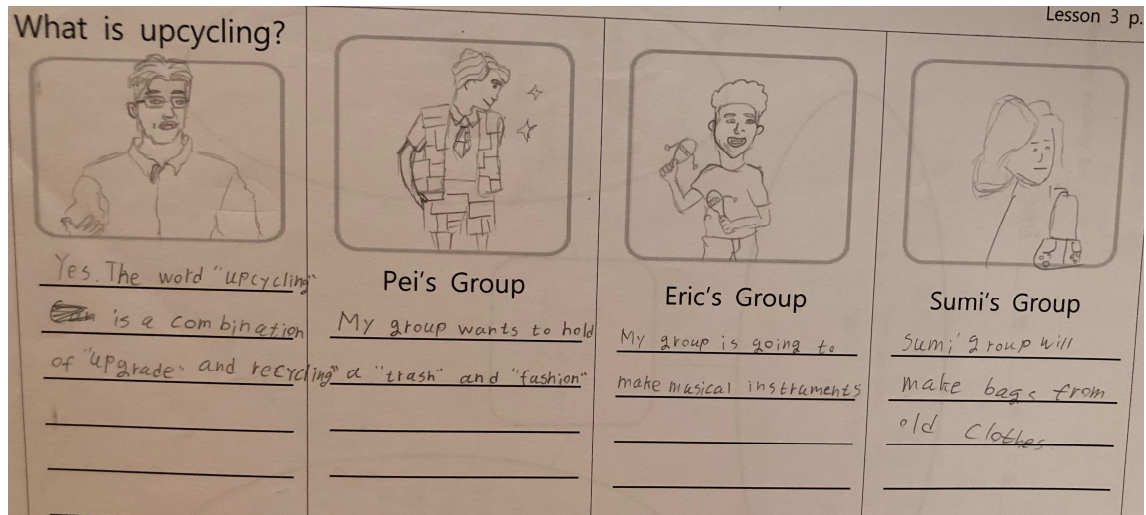 Lesson 3 p.
What is upcycling?
Yes. The word "upcycling"
is a combination
of "upgrade" and recycling"
Pei's Group
My group wants to hold
a "trash" and "fashion"
Eric's Group
My group is going to
make musical instruments
Sumi's Group
Sumi' group will
make bags from
old clothes